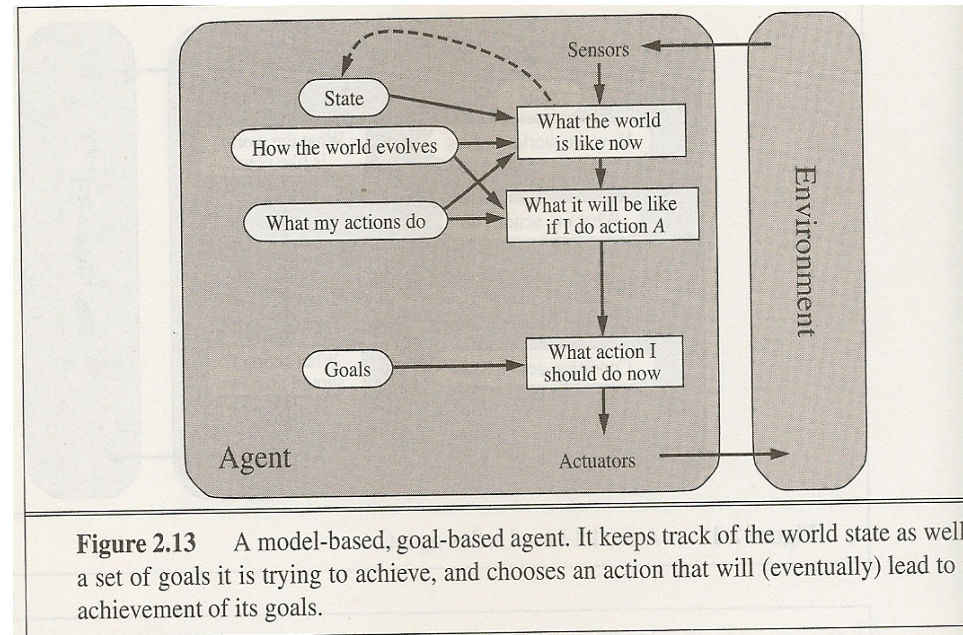 Sensors
State
What the world
is like now
How the world evolves
What it will be like
if I do action A
What my actions do
Environment
What action I
should do now
Goals
Agent
Actuators
Figure 2.13 A model-based, goal-based agent. It keeps track of the world state as well
a set of goals it is trying to achieve, and chooses an action that will (eventually) lead to
achievement of its goals.